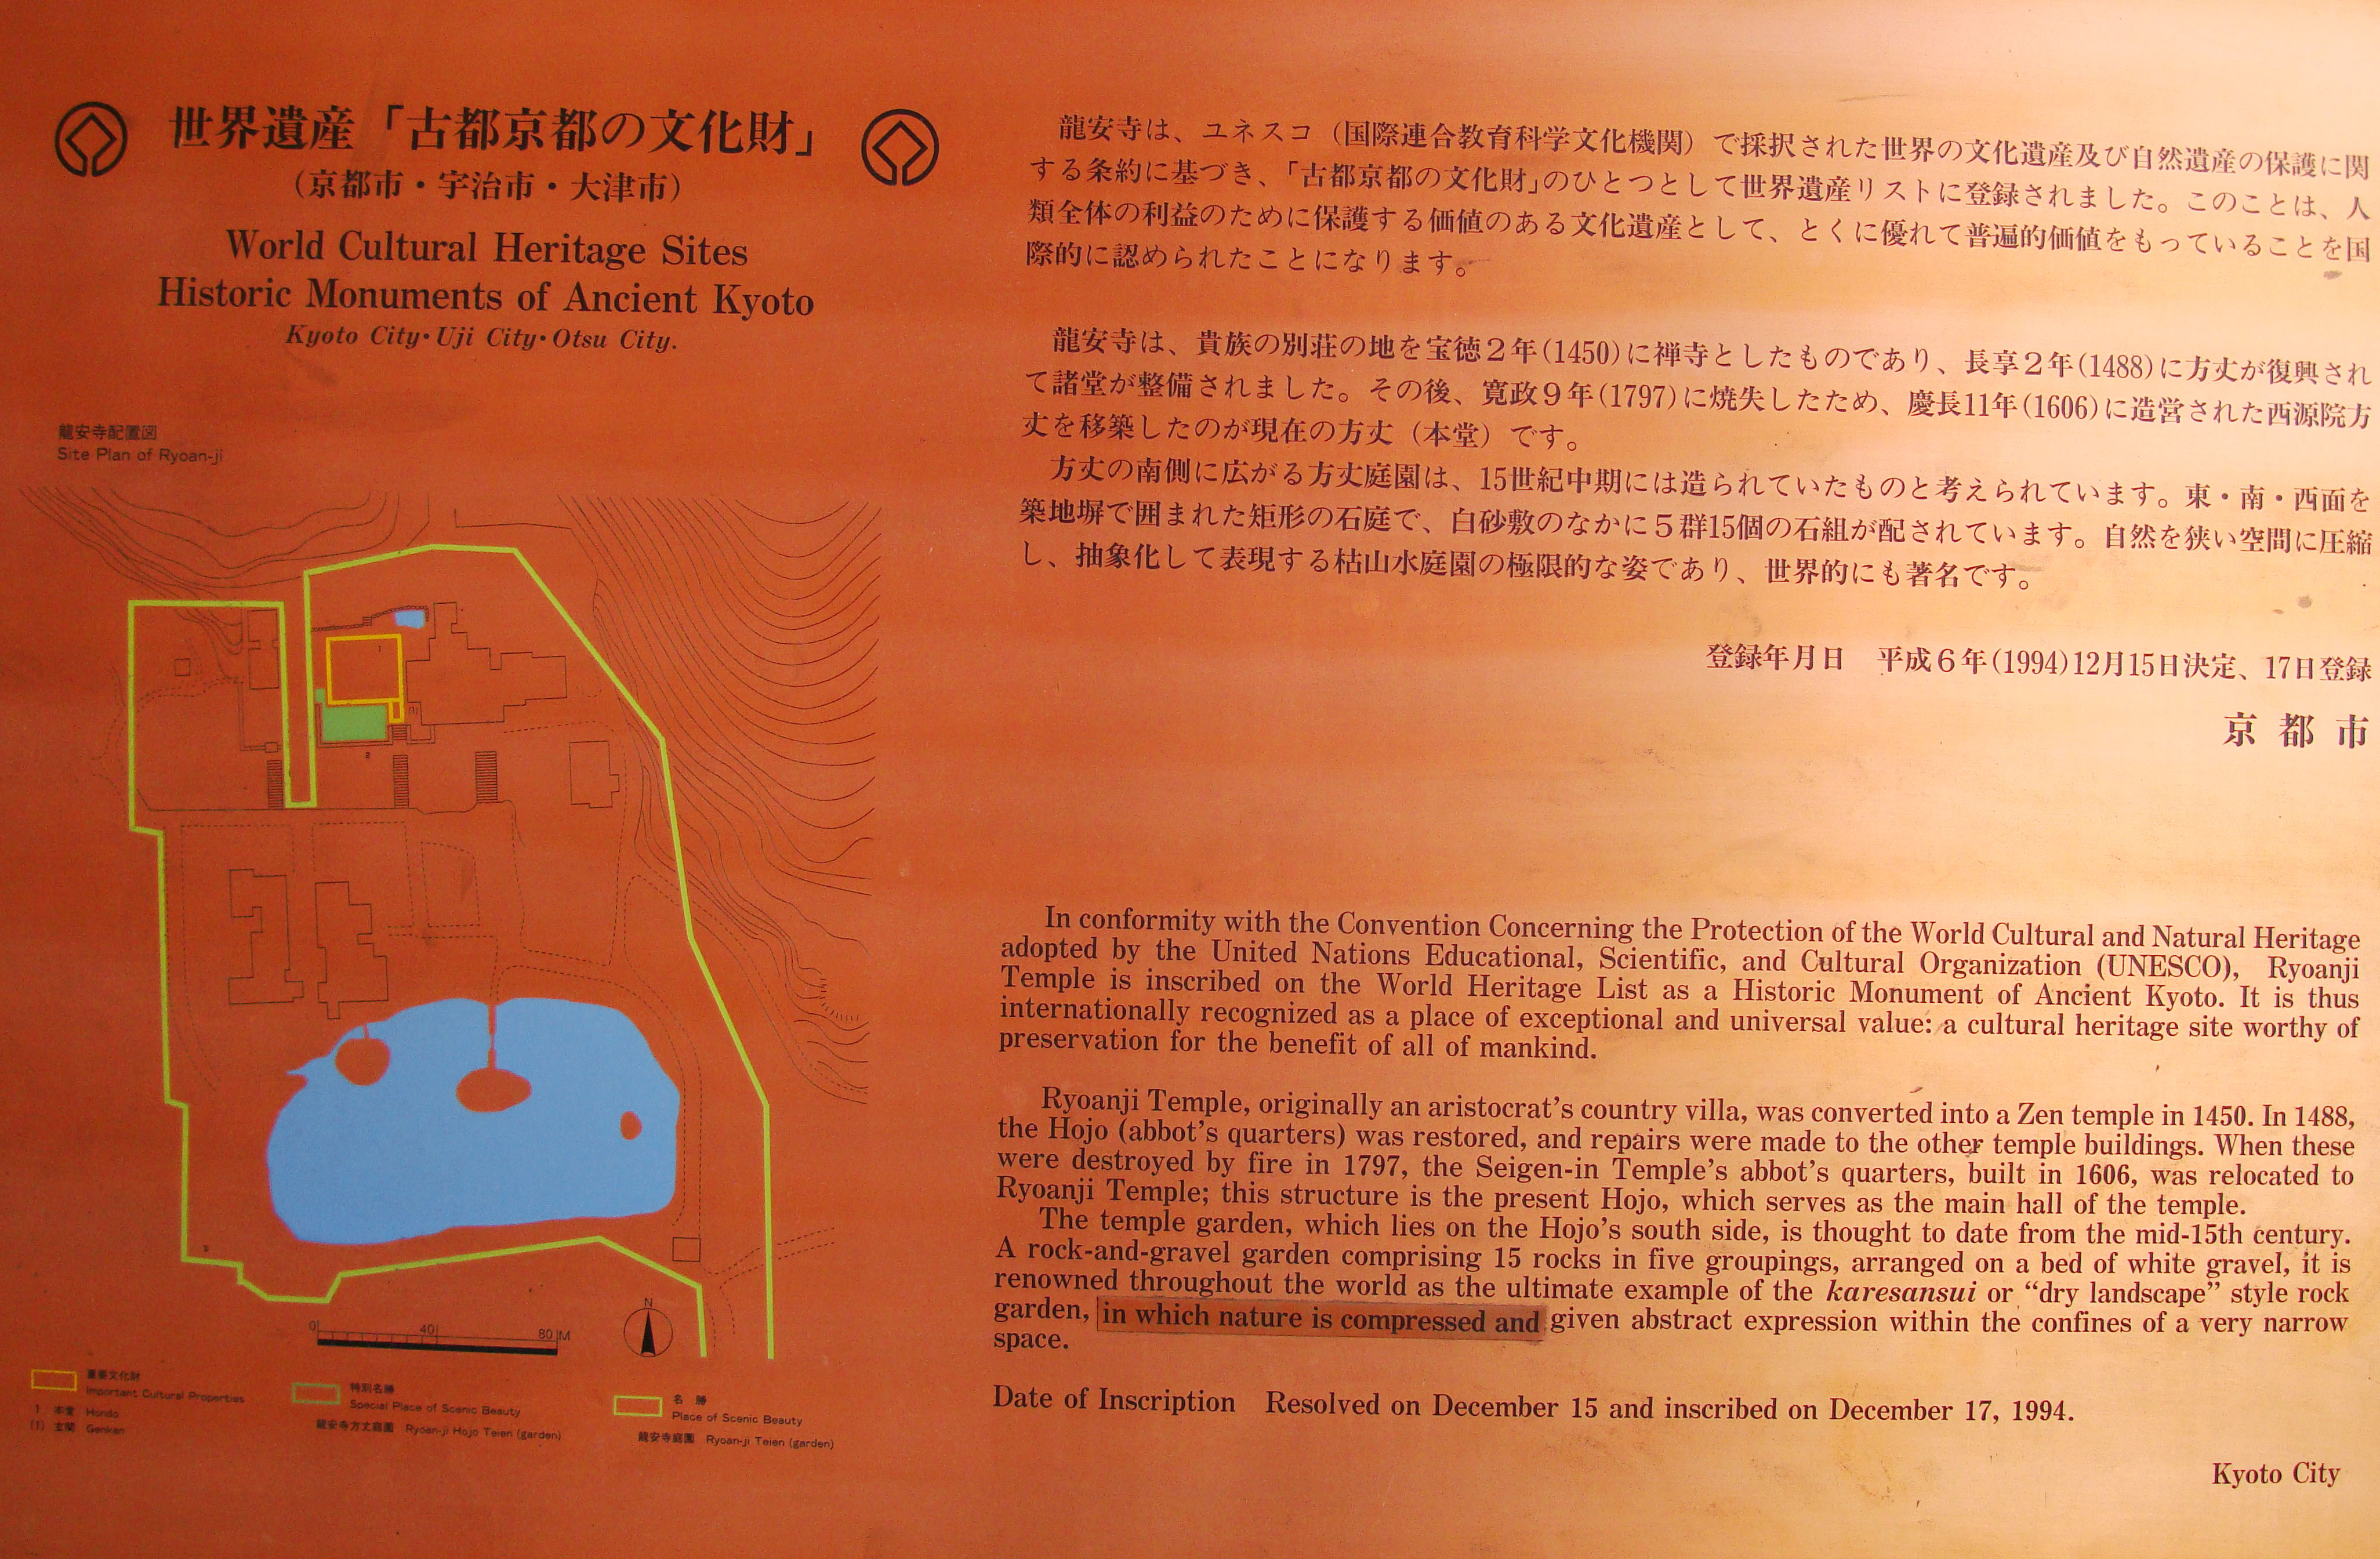 世界遺産「古都京都の文化財」
(京都市・宇治市・大津市)
World Cultural Heritage Sites
Historic Monuments of Ancient Kyoto
Kyoto City・Uji City・Otsu City.
龍安寺配置図
Site Plan of Ryoan-ji
1
(1)
2
3
0 40 80 M
N
重要文化財
Important Cultural Properties
1 本堂 Hondo
(1) 玄関 Genkan
特別名勝
Special Place of Scenic Beauty
龍安寺方丈庭園 Ryoan-ji Hojo Teien (garden)
名 勝
Place of Scenic Beauty
龍安寺庭園 Ryoan-ji Teien (garden)
龍安寺は、ユネスコ（国際連合教育科学文化機関）で採択された世界の文化遺産及び自然遺産の保護に関
する条約に基づき、「古都京都の文化財」のひとつとして世界遺産リストに登録されました。このことは、人
類全体の利益のために保護する価値のある文化遺産として、とくに優れて普遍的価値をもっていることを国
際的に認められたことになります。
龍安寺は、貴族の別荘の地を宝徳２年(1450)に禅寺としたものであり、長享２年(1488)に方丈が復興され
て諸堂が整備されました。その後、寛政９年(1797)に焼失したため、慶長11年(1606)に造営された西源院方
丈を移築したのが現在の方丈（本堂）です。
方丈の南側に広がる方丈庭園は、15世紀中期には造られていたものと考えられています。東・南・西面を
築地塀で囲まれた矩形の石庭で、白砂敷のなかに５群15個の石組が配されています。自然を狭い空間に圧縮
し、抽象化して表現する枯山水庭園の極限的な姿であり、世界的にも著名です。
登録年月日　平成６年(1994)12月15日決定、17日登録
京 都 市
In conformity with the Convention Concerning the Protection of the World Cultural and Natural Heritage
adopted by the United Nations Educational, Scientific, and Cultural Organization (UNESCO), Ryoanji
Temple is inscribed on the World Heritage List as a Historic Monument of Ancient Kyoto. It is thus
internationally recognized as a place of exceptional and universal value: a cultural heritage site worthy of
preservation for the benefit of all of mankind.
Ryoanji Temple, originally an aristocrat's country villa, was converted into a Zen temple in 1450. In 1488,
the Hojo (abbot's quarters) was restored, and repairs were made to the other temple buildings. When these
were destroyed by fire in 1797, the Seigen-in Temple's abbot's quarters, built in 1606, was relocated to
Ryoanji Temple; this structure is the present Hojo, which serves as the main hall of the temple.
The temple garden, which lies on the Hojo's south side, is thought to date from the mid-15th century.
A rock-and-gravel garden comprising 15 rocks in five groupings, arranged on a bed of white gravel, it is
renowned throughout the world as the ultimate example of the karesansui or “dry landscape” style rock
garden, in which nature is compressed and given abstract expression within the confines of a very narrow
space.
Date of Inscription Resolved on December 15 and inscribed on December 17, 1994.
Kyoto City